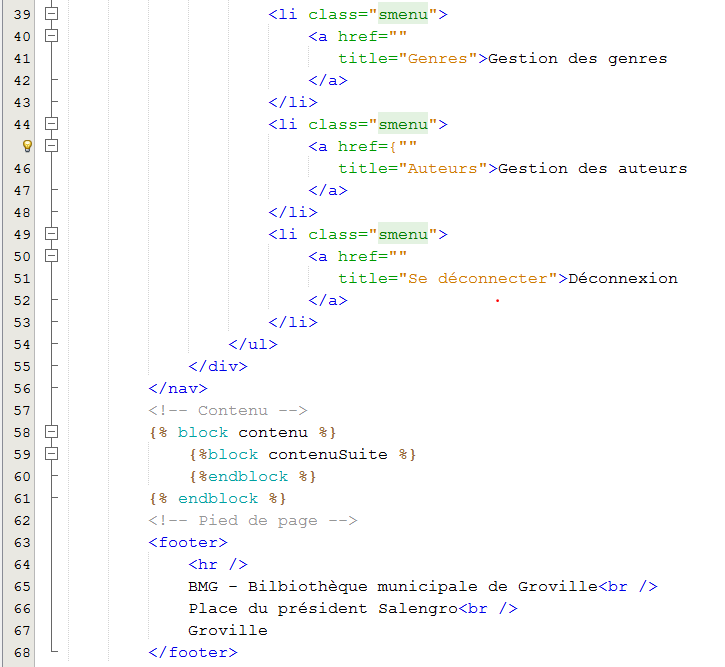 39 <li class="smenu">
40 <a href=""
41 title="Genres">Gestion des genres
42 </a>
43 </li>
44 <li class="smenu">
<a href={""
46 title="Auteurs">Gestion des auteurs
47 </a>
48 </li>
49 <li class="smenu">
50 <a href=""
51 title="Se déconnecter">Déconnexion
52 </a>
53 </li>
54 </ul>
55 </div>
56 </nav>
57 <!-- Contenu -->
58 {% block contenu %}
59 {%block contenuSuite %}
60 {%endblock %}
61 {% endblock %}
62 <!-- Pied de page -->
63 <footer>
64 <hr />
65 BMG - Bilbiothèque municipale de Groville<br />
66 Place du président Salengro<br />
67 Groville
68 </footer>